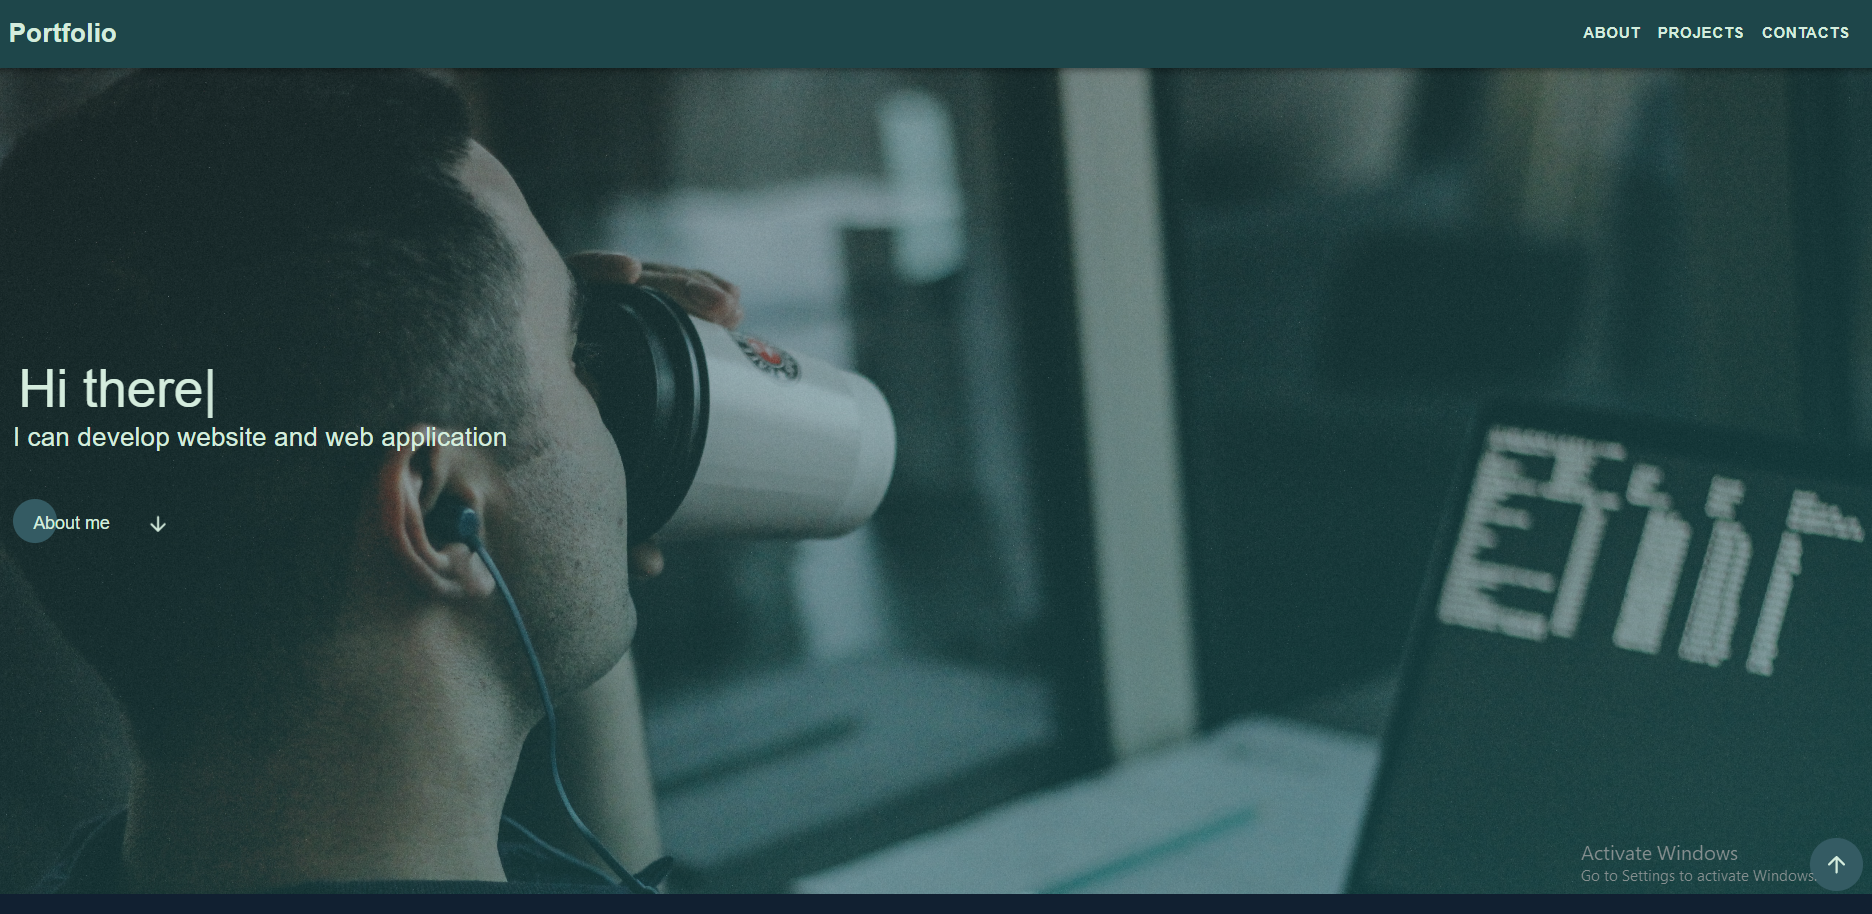 Portfolio
ABOUT PROJECTS CONTACTS
Hi there|
I can develop website and web application
About me
Activate Windows
Go to Settings to activate Windows.